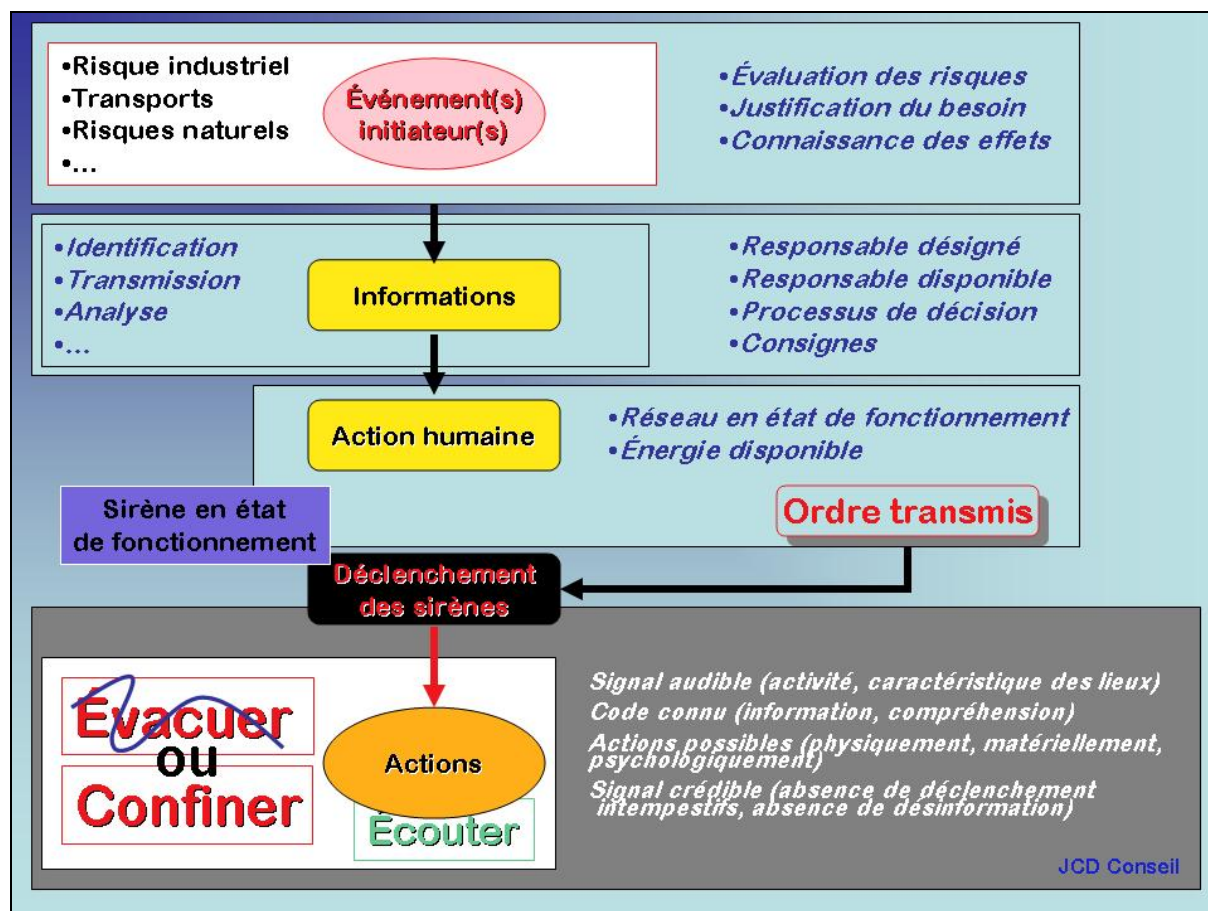 •Risque industriel
•Transports
•Risques naturels
•...
Événement(s)
initiateur(s)
•Évaluation des risques
•Justification du besoin
•Connaissance des effets
•Identification
•Transmission
•Analyse
•...
Informations
•Responsable désigné
•Responsable disponible
•Processus de décision
•Consignes
Action humaine
•Réseau en état de fonctionnement
•Énergie disponible
Sirène en état
de fonctionnement
Ordre transmis
Déclenchement
des sirènes
Évacuer
ou
Confiner
Actions
Écouter
Signal audible (activité, caractéristique des lieux)
Code connu (information, compréhension)
Actions possibles (physiquement, matériellement,
psychologiquement)
Signal crédible (absence de déclenchement
intempestifs, absence de désinformation)
JCD Conseil